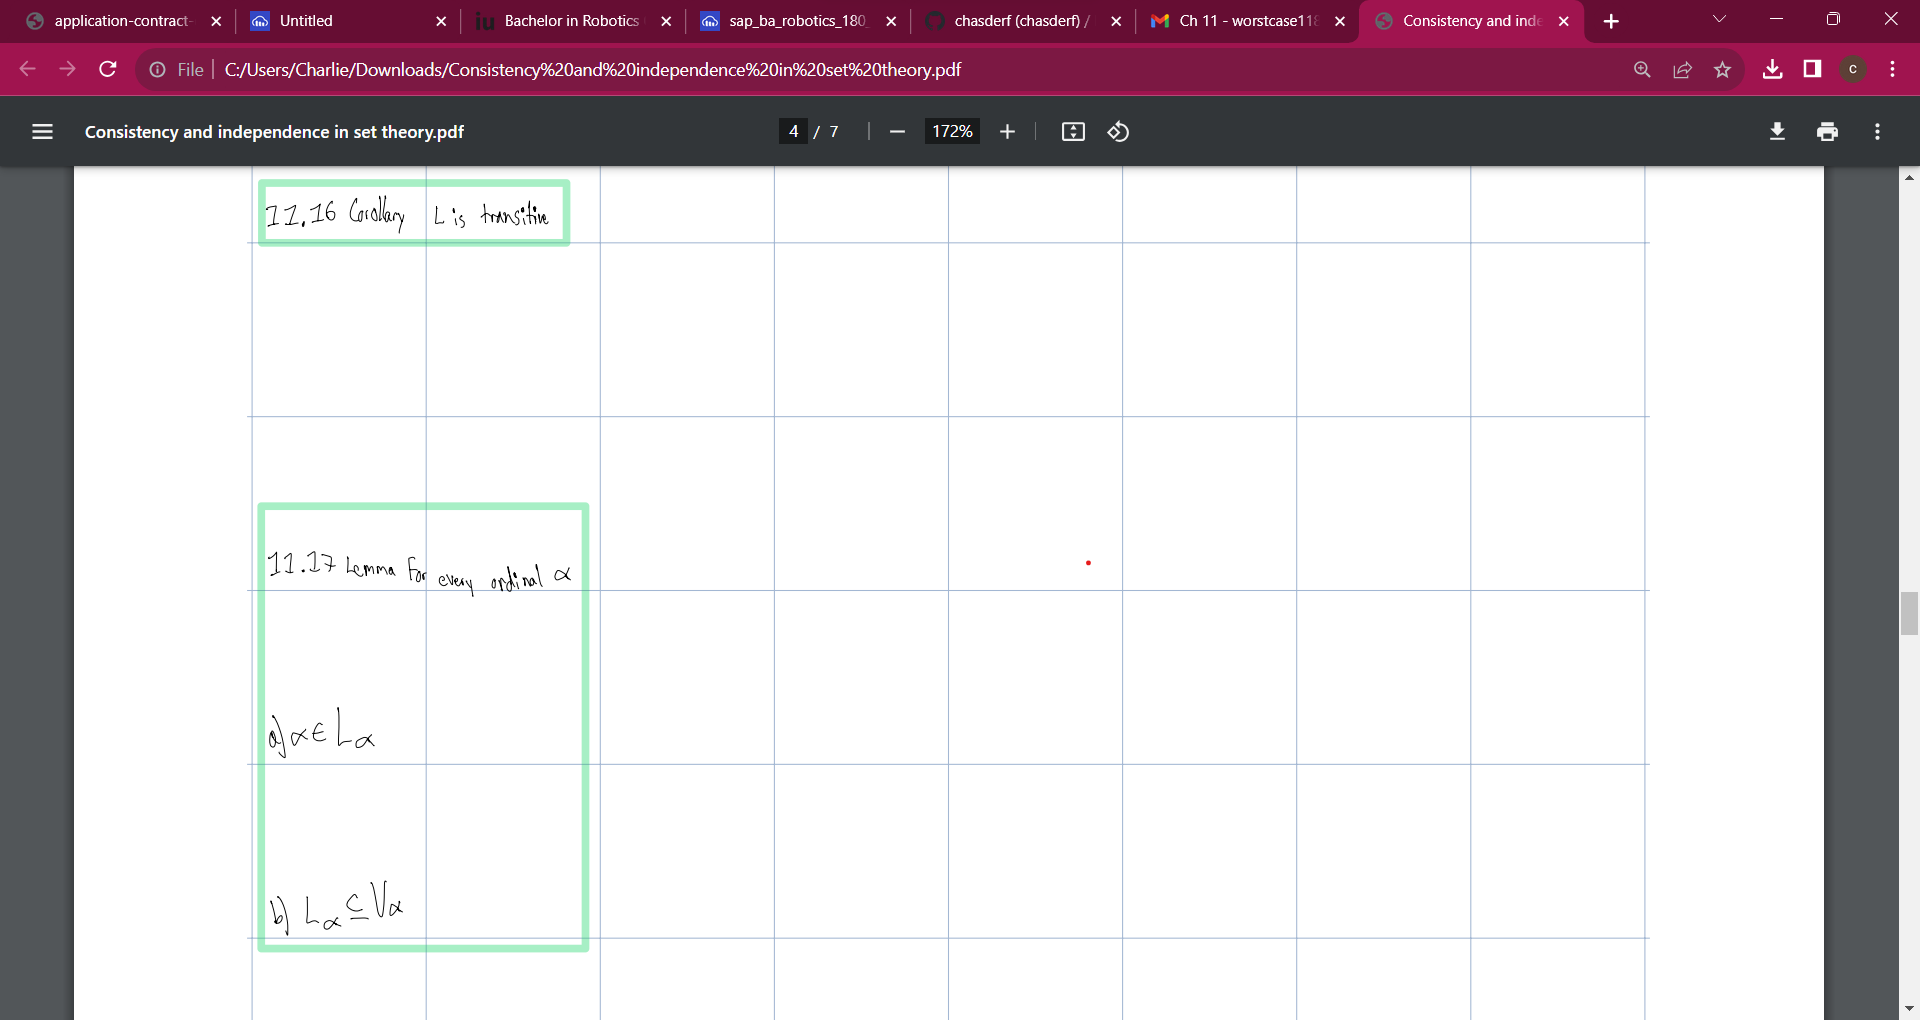 application-contract-
Untitled
iu Bachelor in Robotics
sap_ba_robotics_180
chasderf (chasderf) /
Ch 11 - worstcase118
Consistency and inde
File C:/Users/Charlie/Downloads/Consistency%20and%20independence%20in%20set%20theory.pdf
c
Consistency and independence in set theory.pdf
4 / 7
172%
11.16 Corollary L is transitive
11.17 Lemma For every ordinal α
a) α ∈ Lα
b) Lα ⊆ Vα